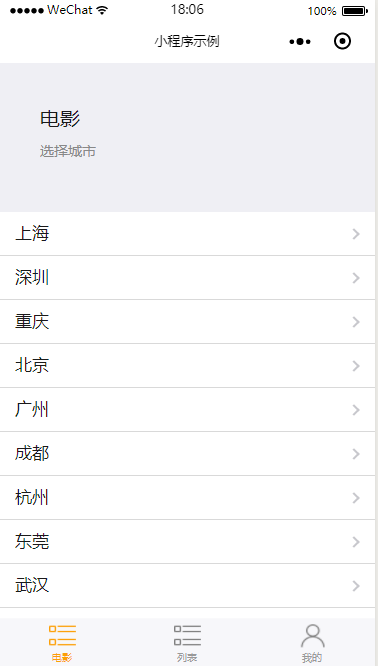 WeChat 18:06 100%
小程序示例
电影
选择城市
上海
深圳
重庆
北京
广州
成都
杭州
东莞
武汉
电影 列表 我的